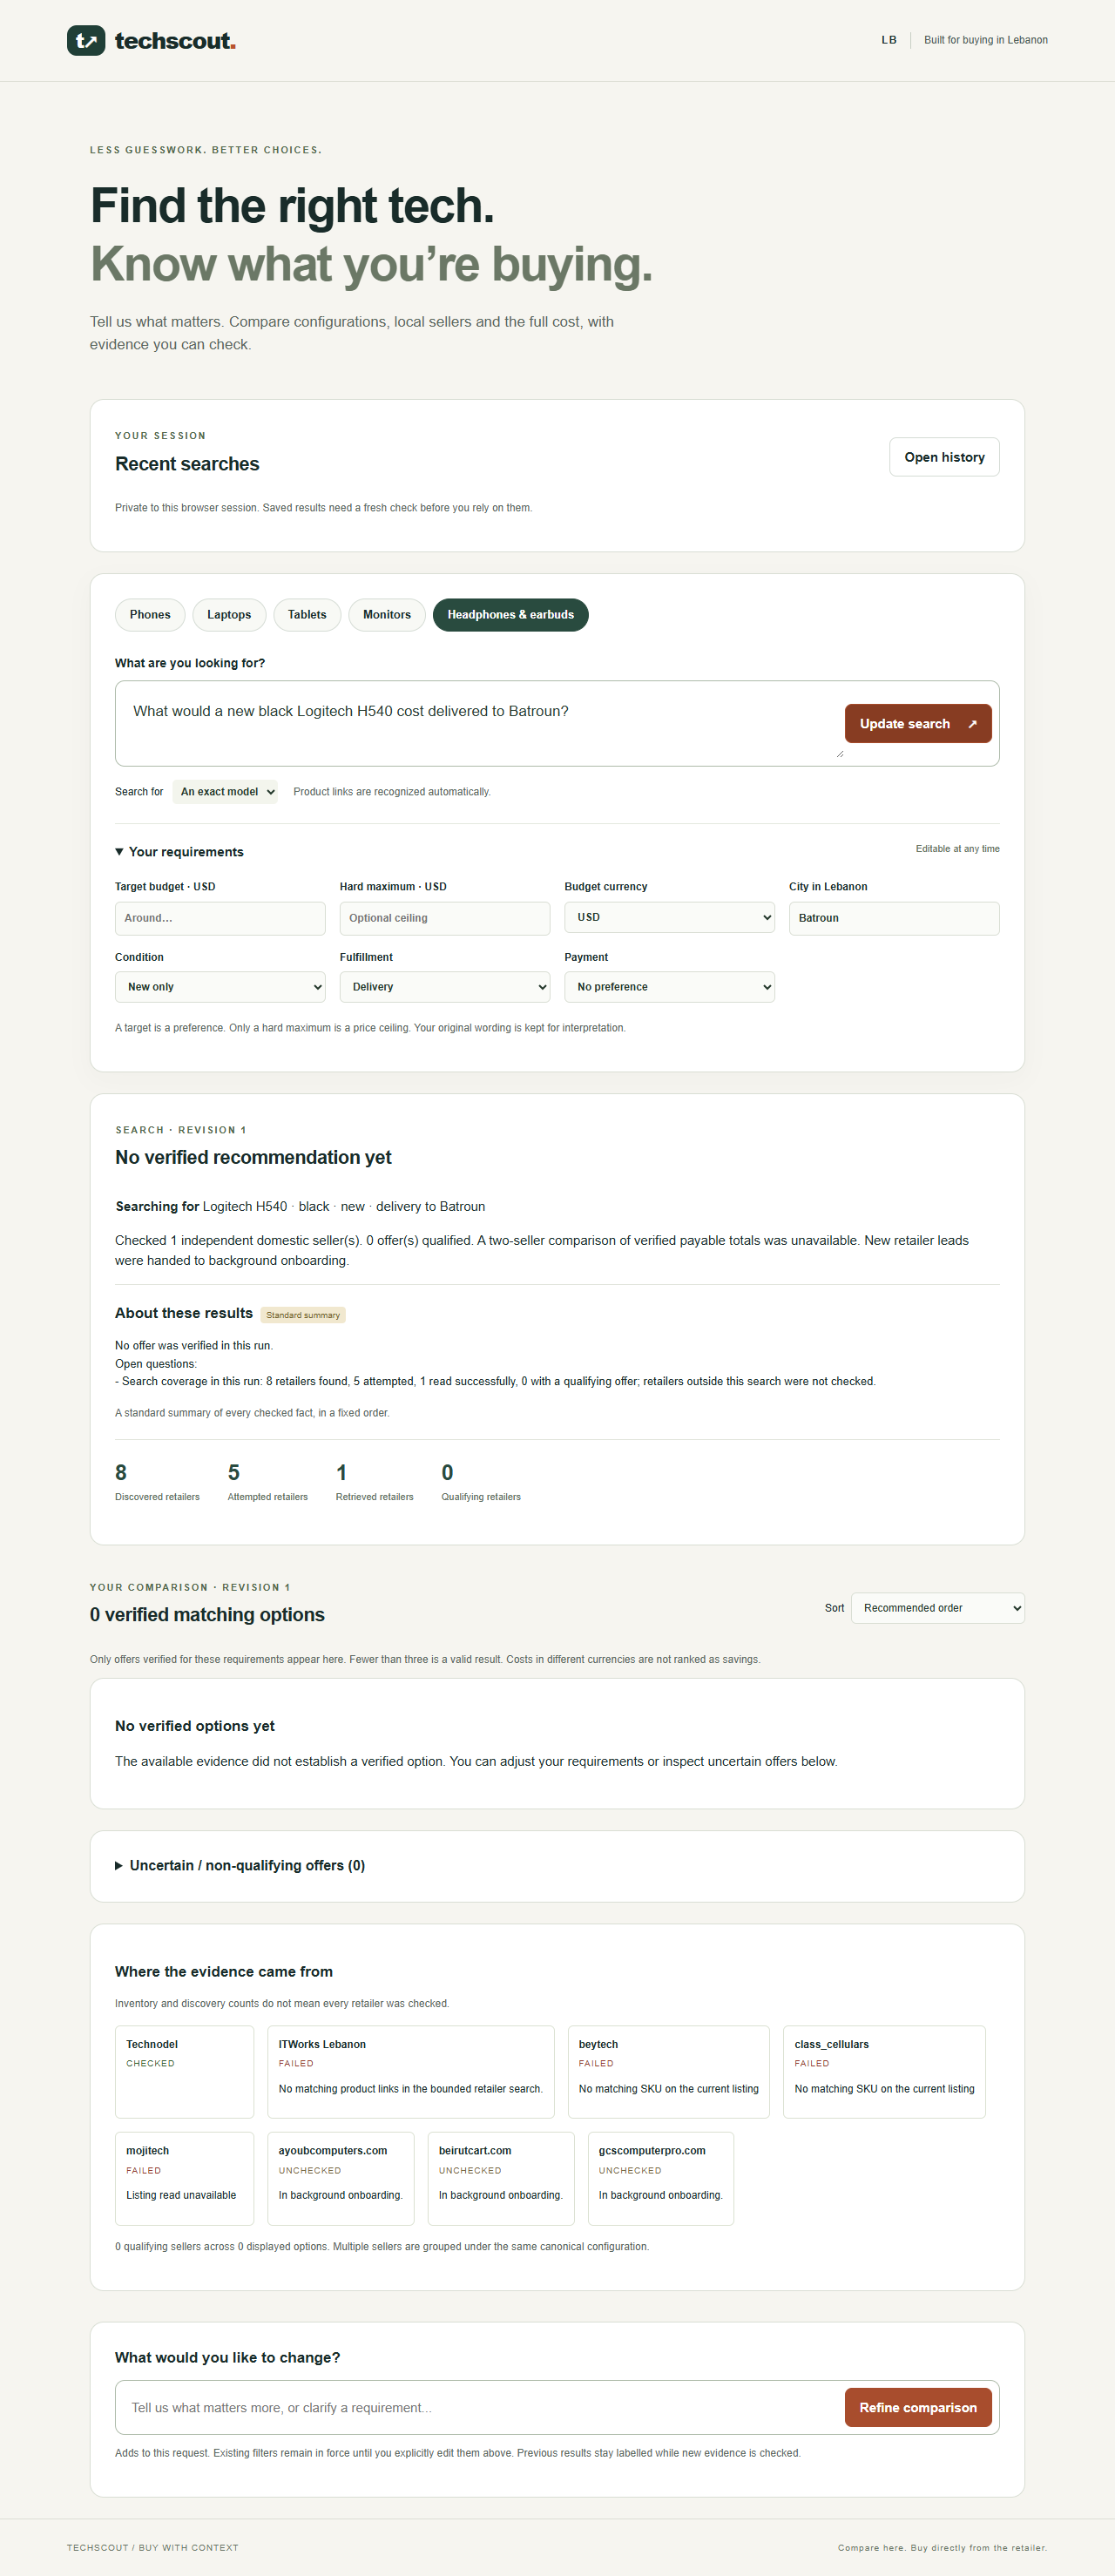 t↗ techscout.
LB
Built for buying in Lebanon
LESS GUESSWORK. BETTER CHOICES.
Find the right tech.
Know what you’re buying.
Tell us what matters. Compare configurations, local sellers and the full cost, with
evidence you can check.
YOUR SESSION
Recent searches
Open history
Private to this browser session. Saved results need a fresh check before you rely on them.
Phones
Laptops
Tablets
Monitors
Headphones & earbuds
What are you looking for?
What would a new black Logitech H540 cost delivered to Batroun?
Update search ↗
Search for
An exact model
Product links are recognized automatically.
▼ Your requirements
Editable at any time
Target budget · USD
Hard maximum · USD
Budget currency
City in Lebanon
Around...
Optional ceiling
USD
Batroun
Condition
Fulfillment
Payment
New only
Delivery
No preference
A target is a preference. Only a hard maximum is a price ceiling. Your original wording is kept for interpretation.
SEARCH · REVISION 1
No verified recommendation yet
Searching for Logitech H540 · black · new · delivery to Batroun
Checked 1 independent domestic seller(s). 0 offer(s) qualified. A two-seller comparison of verified payable totals was unavailable. New retailer leads
were handed to background onboarding.
About these results
Standard summary
No offer was verified in this run.
Open questions:
- Search coverage in this run: 8 retailers found, 5 attempted, 1 read successfully, 0 with a qualifying offer; retailers outside this search were not checked.
A standard summary of every checked fact, in a fixed order.
8
5
1
0
Discovered retailers
Attempted retailers
Retrieved retailers
Qualifying retailers
YOUR COMPARISON · REVISION 1
0 verified matching options
Sort
Recommended order
Only offers verified for these requirements appear here. Fewer than three is a valid result. Costs in different currencies are not ranked as savings.
No verified options yet
The available evidence did not establish a verified option. You can adjust your requirements or inspect uncertain offers below.
▶ Uncertain / non-qualifying offers (0)
Where the evidence came from
Inventory and discovery counts do not mean every retailer was checked.
Technodel
CHECKED
ITWorks Lebanon
FAILED
No matching product links in the bounded retailer search.
beytech
FAILED
No matching SKU on the current listing
class_cellulars
FAILED
No matching SKU on the current listing
mojitech
FAILED
Listing read unavailable
ayoubcomputers.com
UNCHECKED
In background onboarding.
beirutcart.com
UNCHECKED
In background onboarding.
gcscomputerpro.com
UNCHECKED
In background onboarding.
0 qualifying sellers across 0 displayed options. Multiple sellers are grouped under the same canonical configuration.
What would you like to change?
Tell us what matters more, or clarify a requirement...
Refine comparison
Adds to this request. Existing filters remain in force until you explicitly edit them above. Previous results stay labelled while new evidence is checked.
TECHSCOUT / BUY WITH CONTEXT
Compare here. Buy directly from the retailer.